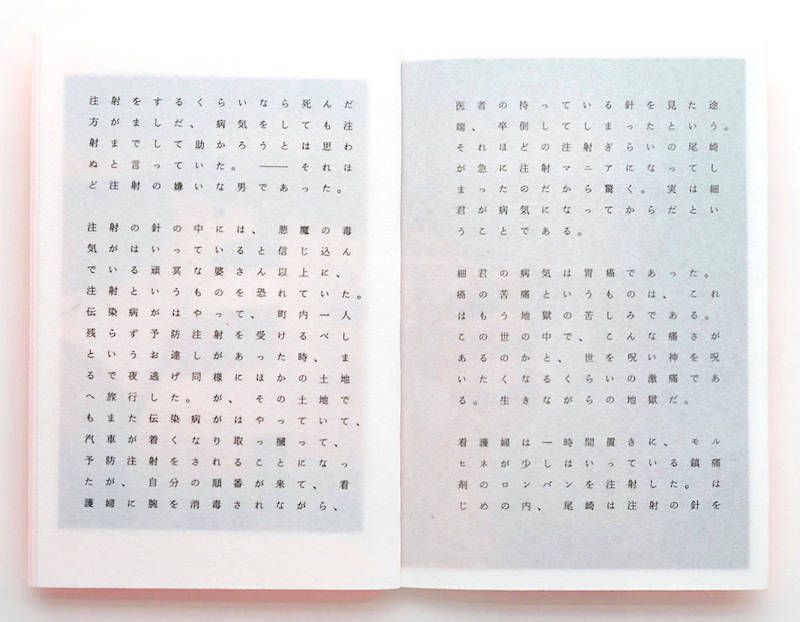 注射をするくらいなら死んだ
方がましだ、病気をしても注
射までして助かろうとは思わ
ぬと言っていた。――それほ
ど注射の嫌いな男であった。
注射の針の中には、悪魔の毒
気がはいっていると信じ込ん
でいる頑冥な婆さん以上に、
注射というものを恐れていた。
伝染病がはやって、町内一人
残らず予防注射を受けるべし
というお達しがあった時、ま
るで夜逃げ同様にほかの土地
へ旅行した。が、その土地で
もまた伝染病がはやっていて、
汽車が着くなり取っ攫って、
予防注射をされることになっ
たが、自分の順番が来て、看
護婦に腕を消毒されながら、
医者の持っている針を見た途
端、卒倒してしまったという。
それほどの注射ぎらいの尾崎
が急に注射マニアになってし
まったのだから驚く。実は細
君が病気になってからだとい
うことである。
細君の病気は胃癌であった。
癌の苦痛というものは、これ
はもう地獄の苦しみである。
この世の中で、こんな痛さが
あるのかと、世を呪い神を呪
いたくなるくらいの激痛であ
る。生きながらの地獄だ。
看護婦は一時間置きに、モル
ヒネが少しはいっている鎮痛
剤のロンパンを注射した。は
じめの内、尾崎は注射の針を